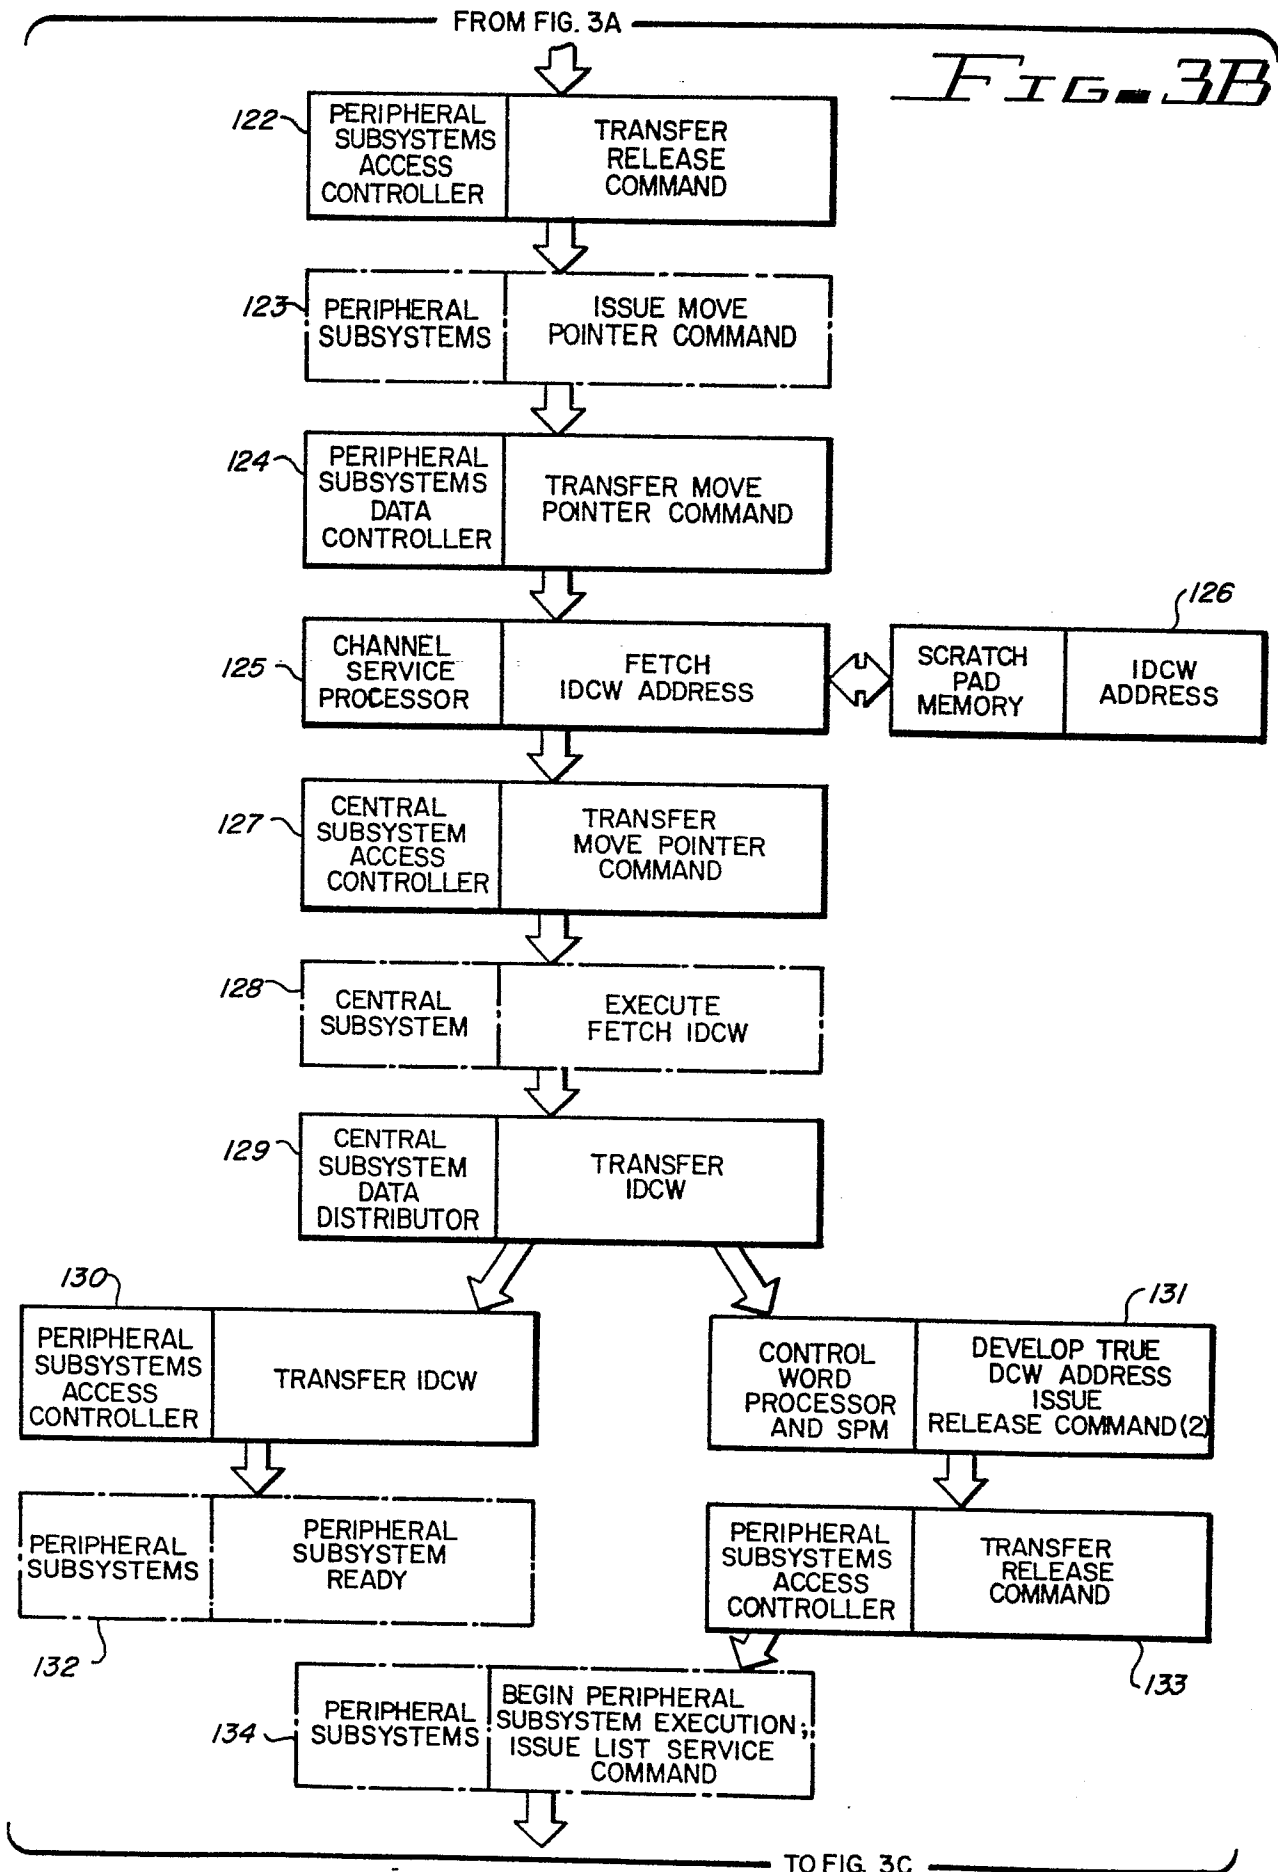 FROM FIG. 3A
FIG. 3B
122
PERIPHERAL
SUBSYSTEMS
ACCESS
CONTROLLER
TRANSFER
RELEASE
COMMAND
123
PERIPHERAL
SUBSYSTEMS
ISSUE MOVE
POINTER COMMAND
124
PERIPHERAL
SUBSYSTEMS
DATA
CONTROLLER
TRANSFER MOVE
POINTER COMMAND
125
CHANNEL
SERVICE
PROCESSOR
FETCH
IDCW ADDRESS
126
SCRATCH
PAD
MEMORY
IDCW
ADDRESS
127
CENTRAL
SUBSYSTEM
ACCESS
CONTROLLER
TRANSFER
MOVE POINTER
COMMAND
128
CENTRAL
SUBSYSTEM
EXECUTE
FETCH IDCW
129
CENTRAL
SUBSYSTEM
DATA
DISTRIBUTOR
TRANSFER
IDCW
130
PERIPHERAL
SUBSYSTEMS
ACCESS
CONTROLLER
TRANSFER IDCW
131
CONTROL
WORD
PROCESSOR
AND SPM
DEVELOP TRUE
DCW ADDRESS
ISSUE
RELEASE COMMAND(2)
PERIPHERAL
SUBSYSTEMS
PERIPHERAL
SUBSYSTEM
READY
132
PERIPHERAL
SUBSYSTEMS
ACCESS
CONTROLLER
TRANSFER
RELEASE
COMMAND
133
134
PERIPHERAL
SUBSYSTEMS
BEGIN PERIPHERAL
SUBSYSTEM EXECUTION;
ISSUE LIST SERVICE
COMMAND
TO FIG. 3C